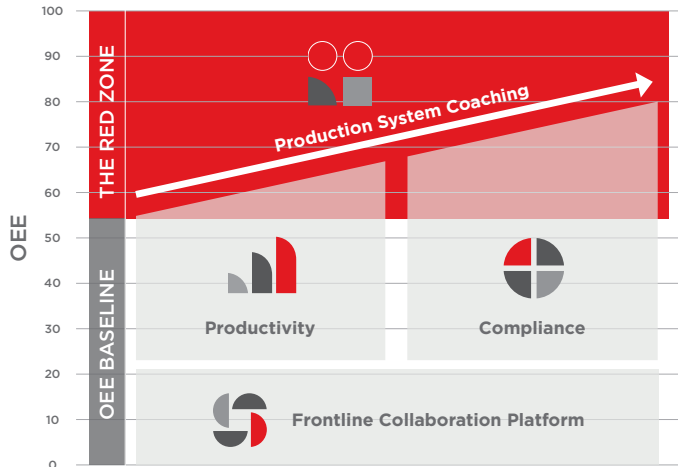 100
90
80
70
60
50
40
30
20
10
0
OEE
THE RED ZONE
OEE BASELINE
Production System Coaching
Productivity
Compliance
Frontline Collaboration Platform